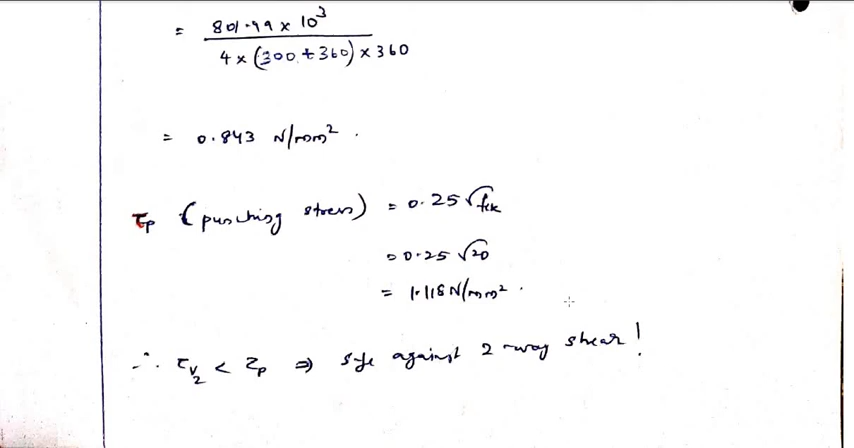 = 801.99 x 10³ / 4 x (300 + 360) x 360
= 0.843 N/mm² .
τp (punching stress) = 0.25 √fck
= 0.25 √20
= 1.118 N/mm² .
∴ τv2 < τp ⇒ safe against 2-way shear!